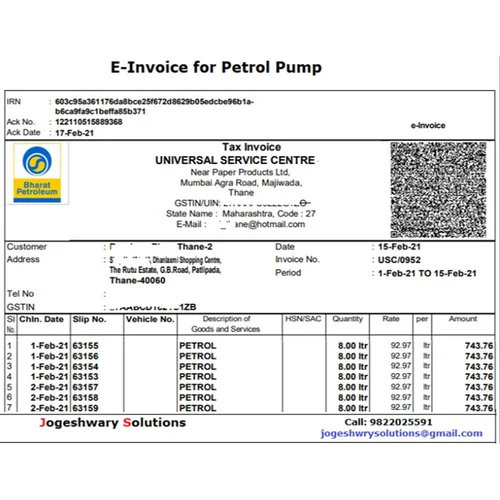 E-Invoice for Petrol Pump
IRN : 603c95a361176da8bce25f672d8629b05edcbe96b1a-
b6ca9fa9c1beffa85b371
Ack No. : 122110515889368
Ack Date : 17-Feb-21
e-Invoice
Bharat
Petroleum
Tax Invoice
UNIVERSAL SERVICE CENTRE
Near Paper Products Ltd,
Mumbai Agra Road, Majiwada,
Thane
GSTIN/UIN:
State Name : Maharashtra, Code : 27
E-Mail : ane@hotmail.com
Customer : Thane-2
Address : Dhanlaxmi Shopping Centre,
The Rutu Estate, G.B.Road, Patlipada,
Thane-40060
Tel No :
GSTIN :
Date : 15-Feb-21
Invoice No. : USC/0952
Period : 1-Feb-21 TO 15-Feb-21
Sl No. Chln. Date Slip No. Vehicle No. Description of Goods and Services HSN/SAC Quantity Rate per Amount
1 1-Feb-21 63155 PETROL 8.00 ltr 92.97 ltr 743.76
2 1-Feb-21 63156 PETROL 8.00 ltr 92.97 ltr 743.76
3 1-Feb-21 63154 PETROL 8.00 ltr 92.97 ltr 743.76
4 1-Feb-21 63153 PETROL 8.00 ltr 92.97 ltr 743.76
5 2-Feb-21 63157 PETROL 8.00 ltr 92.97 ltr 743.76
6 2-Feb-21 63158 PETROL 8.00 ltr 92.97 ltr 743.76
7 2-Feb-21 63159 PETROL 8.00 ltr 92.97 ltr 743.76
Jogeshwary Solutions
Call: 9822025591
jogeshwrysolutions@gmail.com